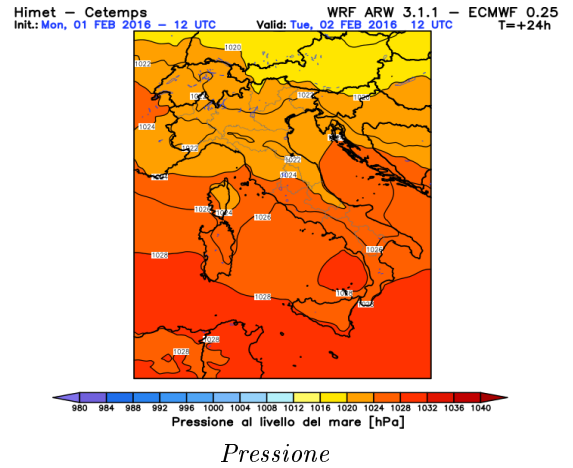 Himet – Cetemps WRF ARW 3.1.1 – ECMWF 0.25
Init.: Mon, 01 FEB 2016 – 12 UTC Valid: Tue, 02 FEB 2016 12 UTC T=+24h
1020
1022
1024
1022
1022
1024
1026
1026
1026
1028
1028
1028
980 984 988 992 996 1000 1004 1008 1012 1016 1020 1024 1028 1032 1036 1040
Pressione al livello del mare [hPa]
Pressione